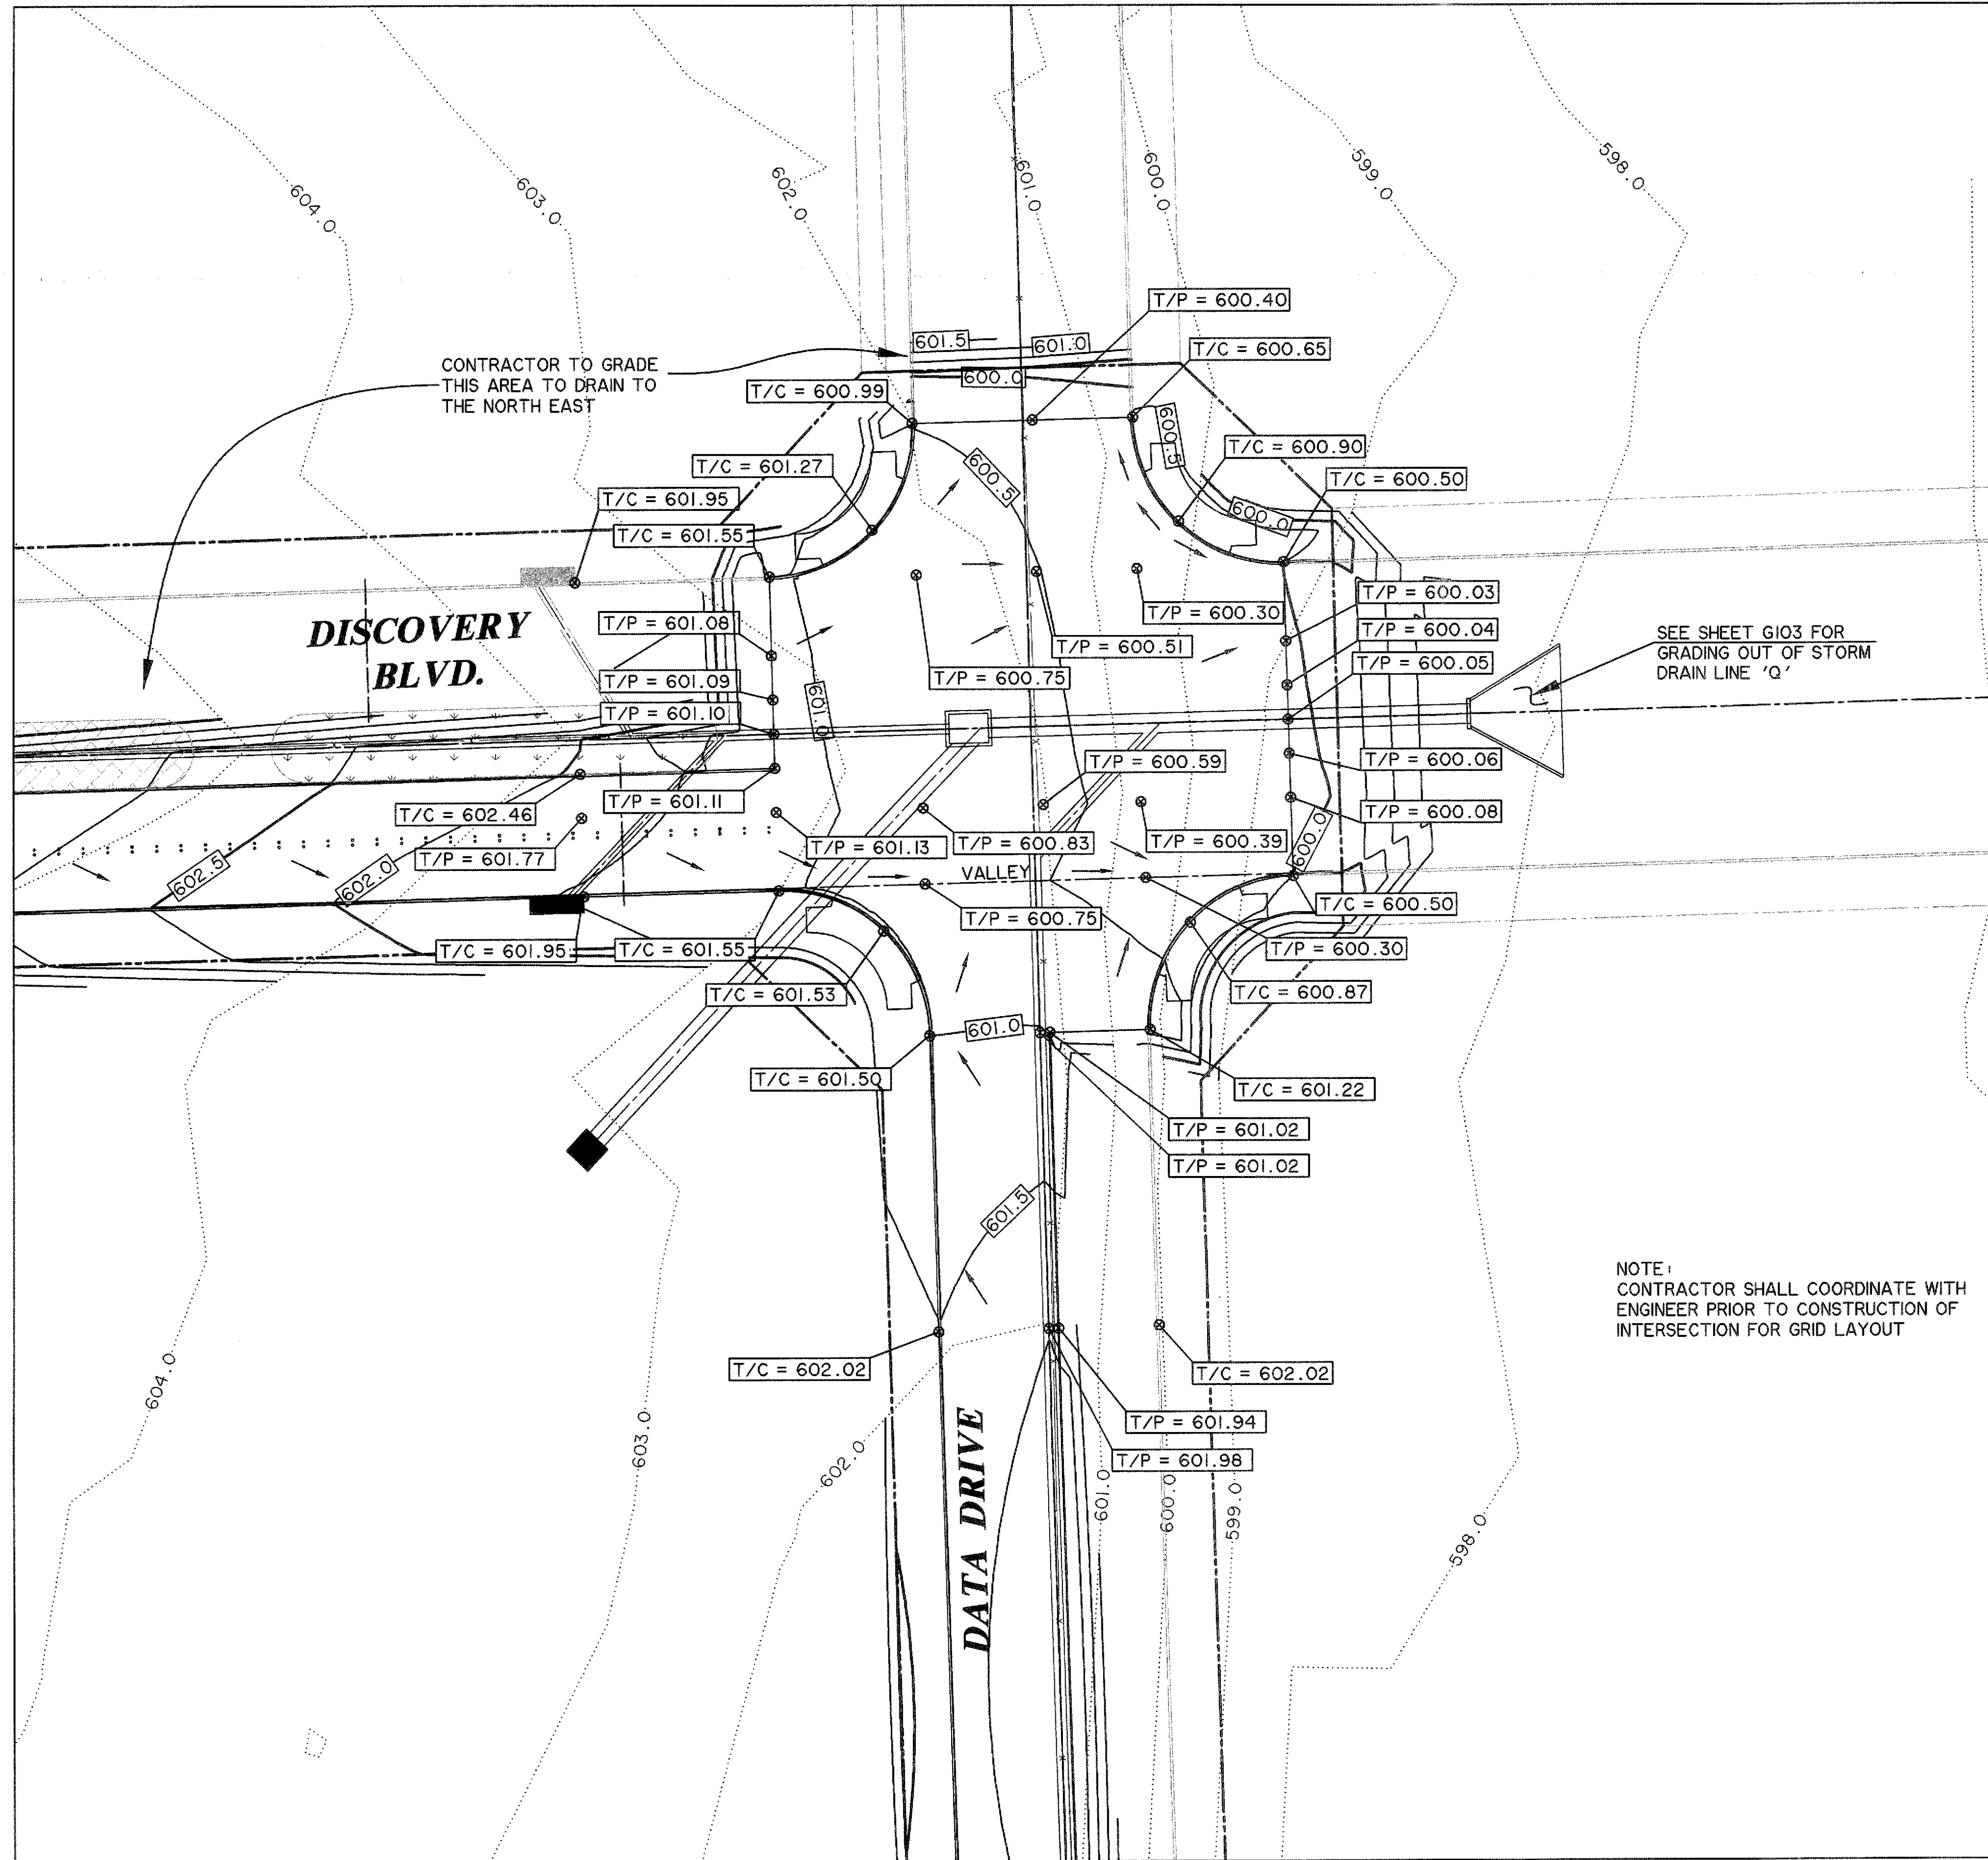 604.0
603.0
602.0
601.0
600.0
599.0
598.0
T/P = 600.40
601.5
601.0
T/C = 600.65
CONTRACTOR TO GRADE
THIS AREA TO DRAIN TO
THE NORTH EAST
600.0
T/C = 600.99
600.5
T/C = 600.90
T/C = 601.27
600.5
T/C = 600.50
T/C = 601.95
600.0
T/C = 601.55
T/P = 600.03
T/P = 600.30
DISCOVERY
BLVD.
T/P = 601.08
T/P = 600.04
T/P = 600.51
T/P = 600.05
SEE SHEET G103 FOR
GRADING OUT OF STORM
DRAIN LINE 'Q'
T/P = 601.09
T/P = 600.75
T/P = 601.10
601.0
T/P = 600.59
T/P = 600.06
T/P = 601.11
T/C = 602.46
T/P = 600.08
T/P = 601.13
T/P = 600.83
T/P = 600.39
600.0
T/P = 601.77
602.5
602.0
VALLEY
T/C = 600.50
T/P = 600.75
T/C = 601.95
T/C = 601.55
T/P = 600.30
T/C = 601.53
T/C = 600.87
601.0
T/C = 601.50
T/C = 601.22
T/P = 601.02
T/P = 601.02
601.5
NOTE:
CONTRACTOR SHALL COORDINATE WITH
ENGINEER PRIOR TO CONSTRUCTION OF
INTERSECTION FOR GRID LAYOUT
T/C = 602.02
T/C = 602.02
604.0
603.0
602.0
DATA DRIVE
T/P = 601.94
T/P = 601.98
601.0
600.0
599.0
598.0